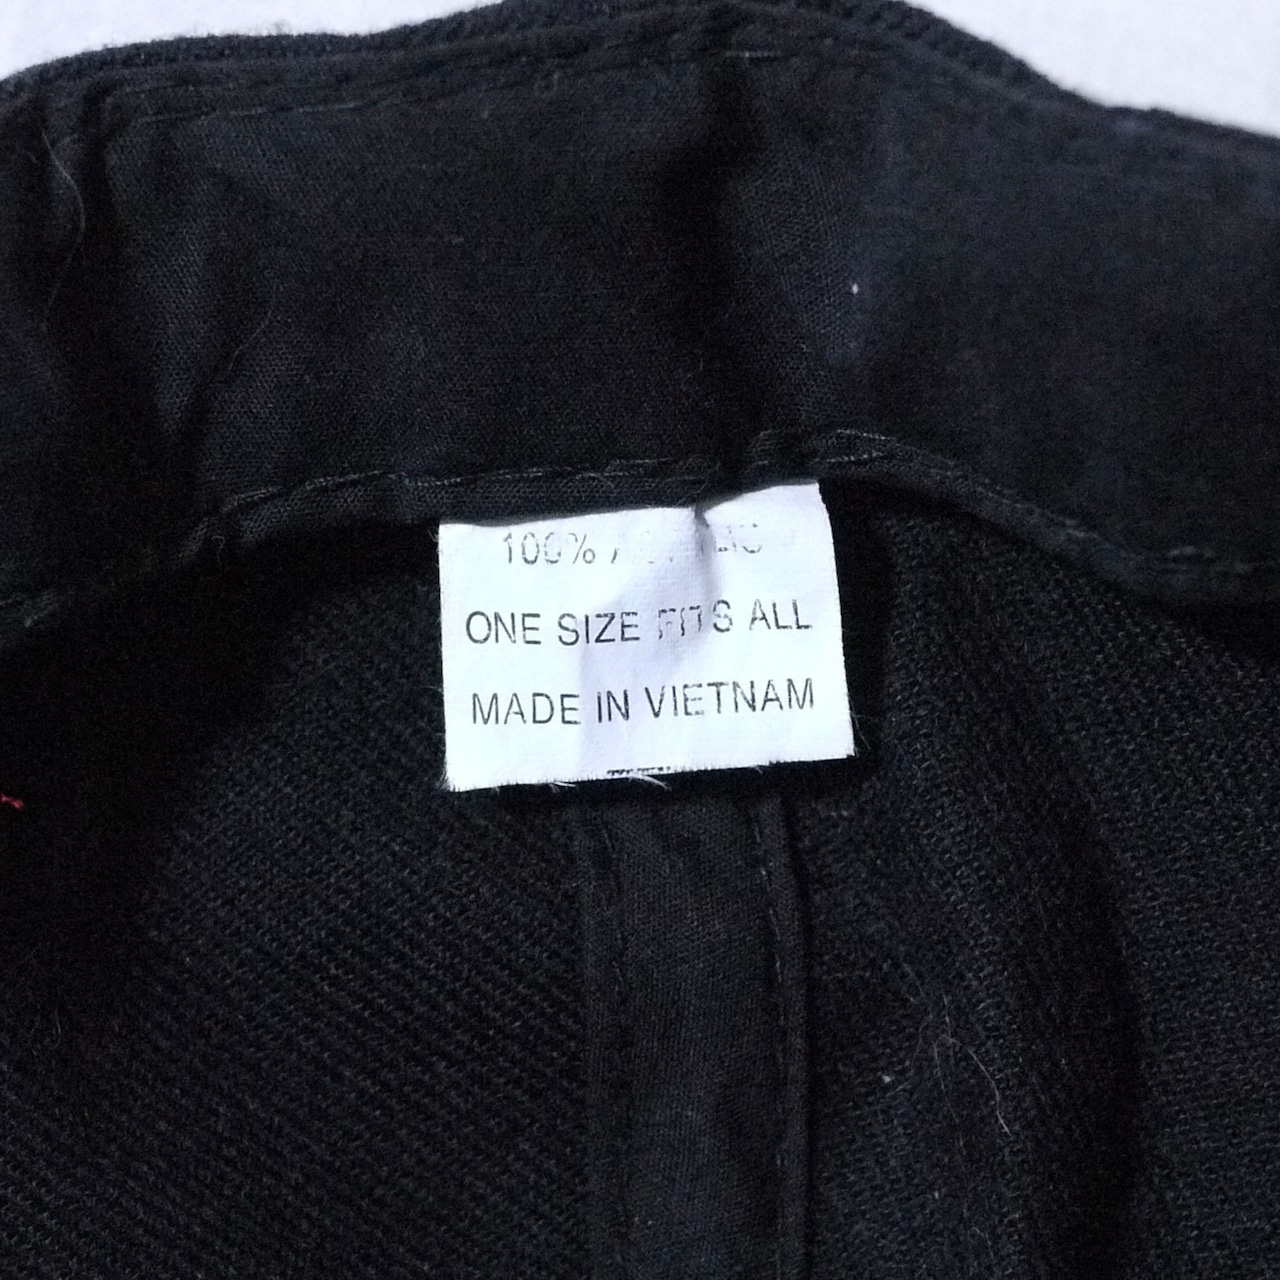 100%
ONE SIZE FITS ALL
MADE IN VIETNAM